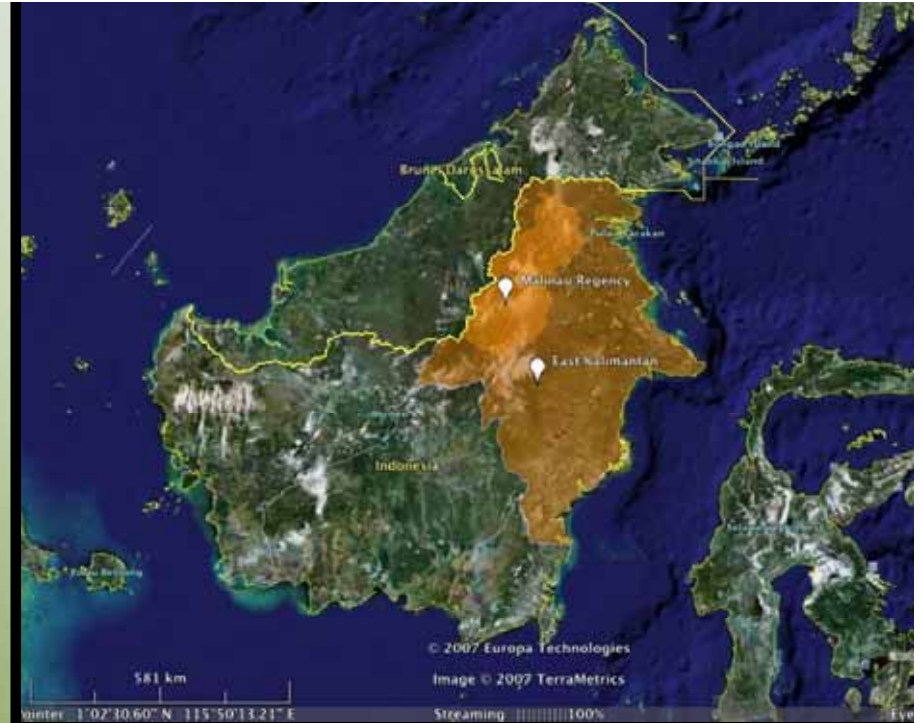 Brunei Darussalam
Pulau Tarakan
Malinau Regency
East Kalimantan
Indonesia
© 2007 Europa Technologies
581 km
Image © 2007 TerraMetrics
ointer 1°02'30.60" N 115°50'13.21" E
Streaming ||||||||| 100%
Eye